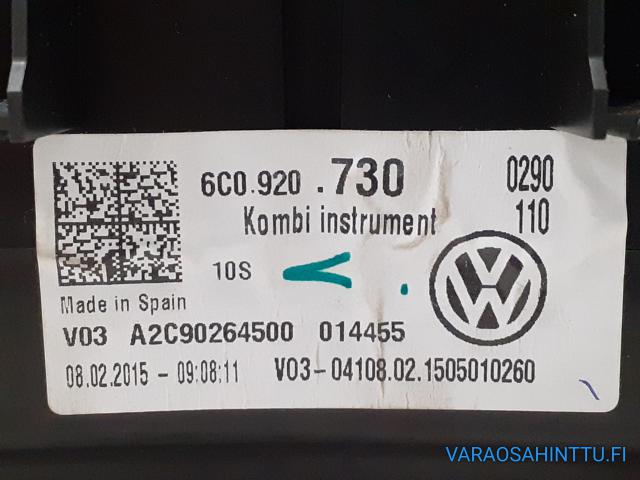 6C0.920 .730 0290
Kombi instrument 110
10S
Made in Spain
V03 A2C90264500 014455
08.02.2015 - 09:08:11 V03-04108.02.1505010260
VARAOSAHINTTU.FI